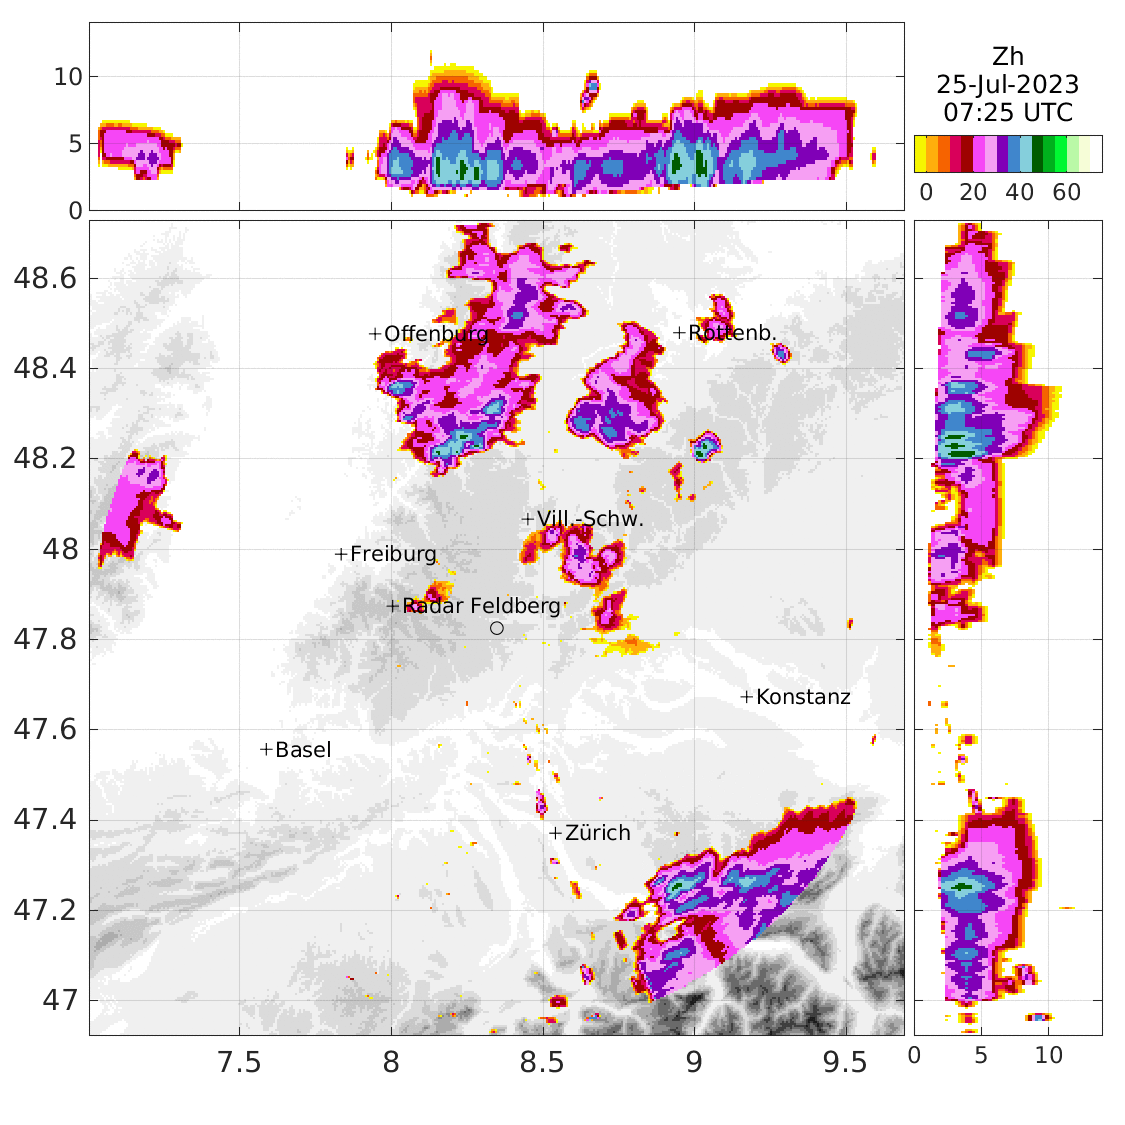 10
5
0
Zh
25-Jul-2023
07:25 UTC
0 20 40 60
48.6
48.4
48.2
48
47.8
47.6
47.4
47.2
47
Offenburg
Rottenb.
Vill.-Schw.
Freiburg
Radar Feldberg
Konstanz
Basel
Zürich
7.5 8 8.5 9 9.5
0 5 10